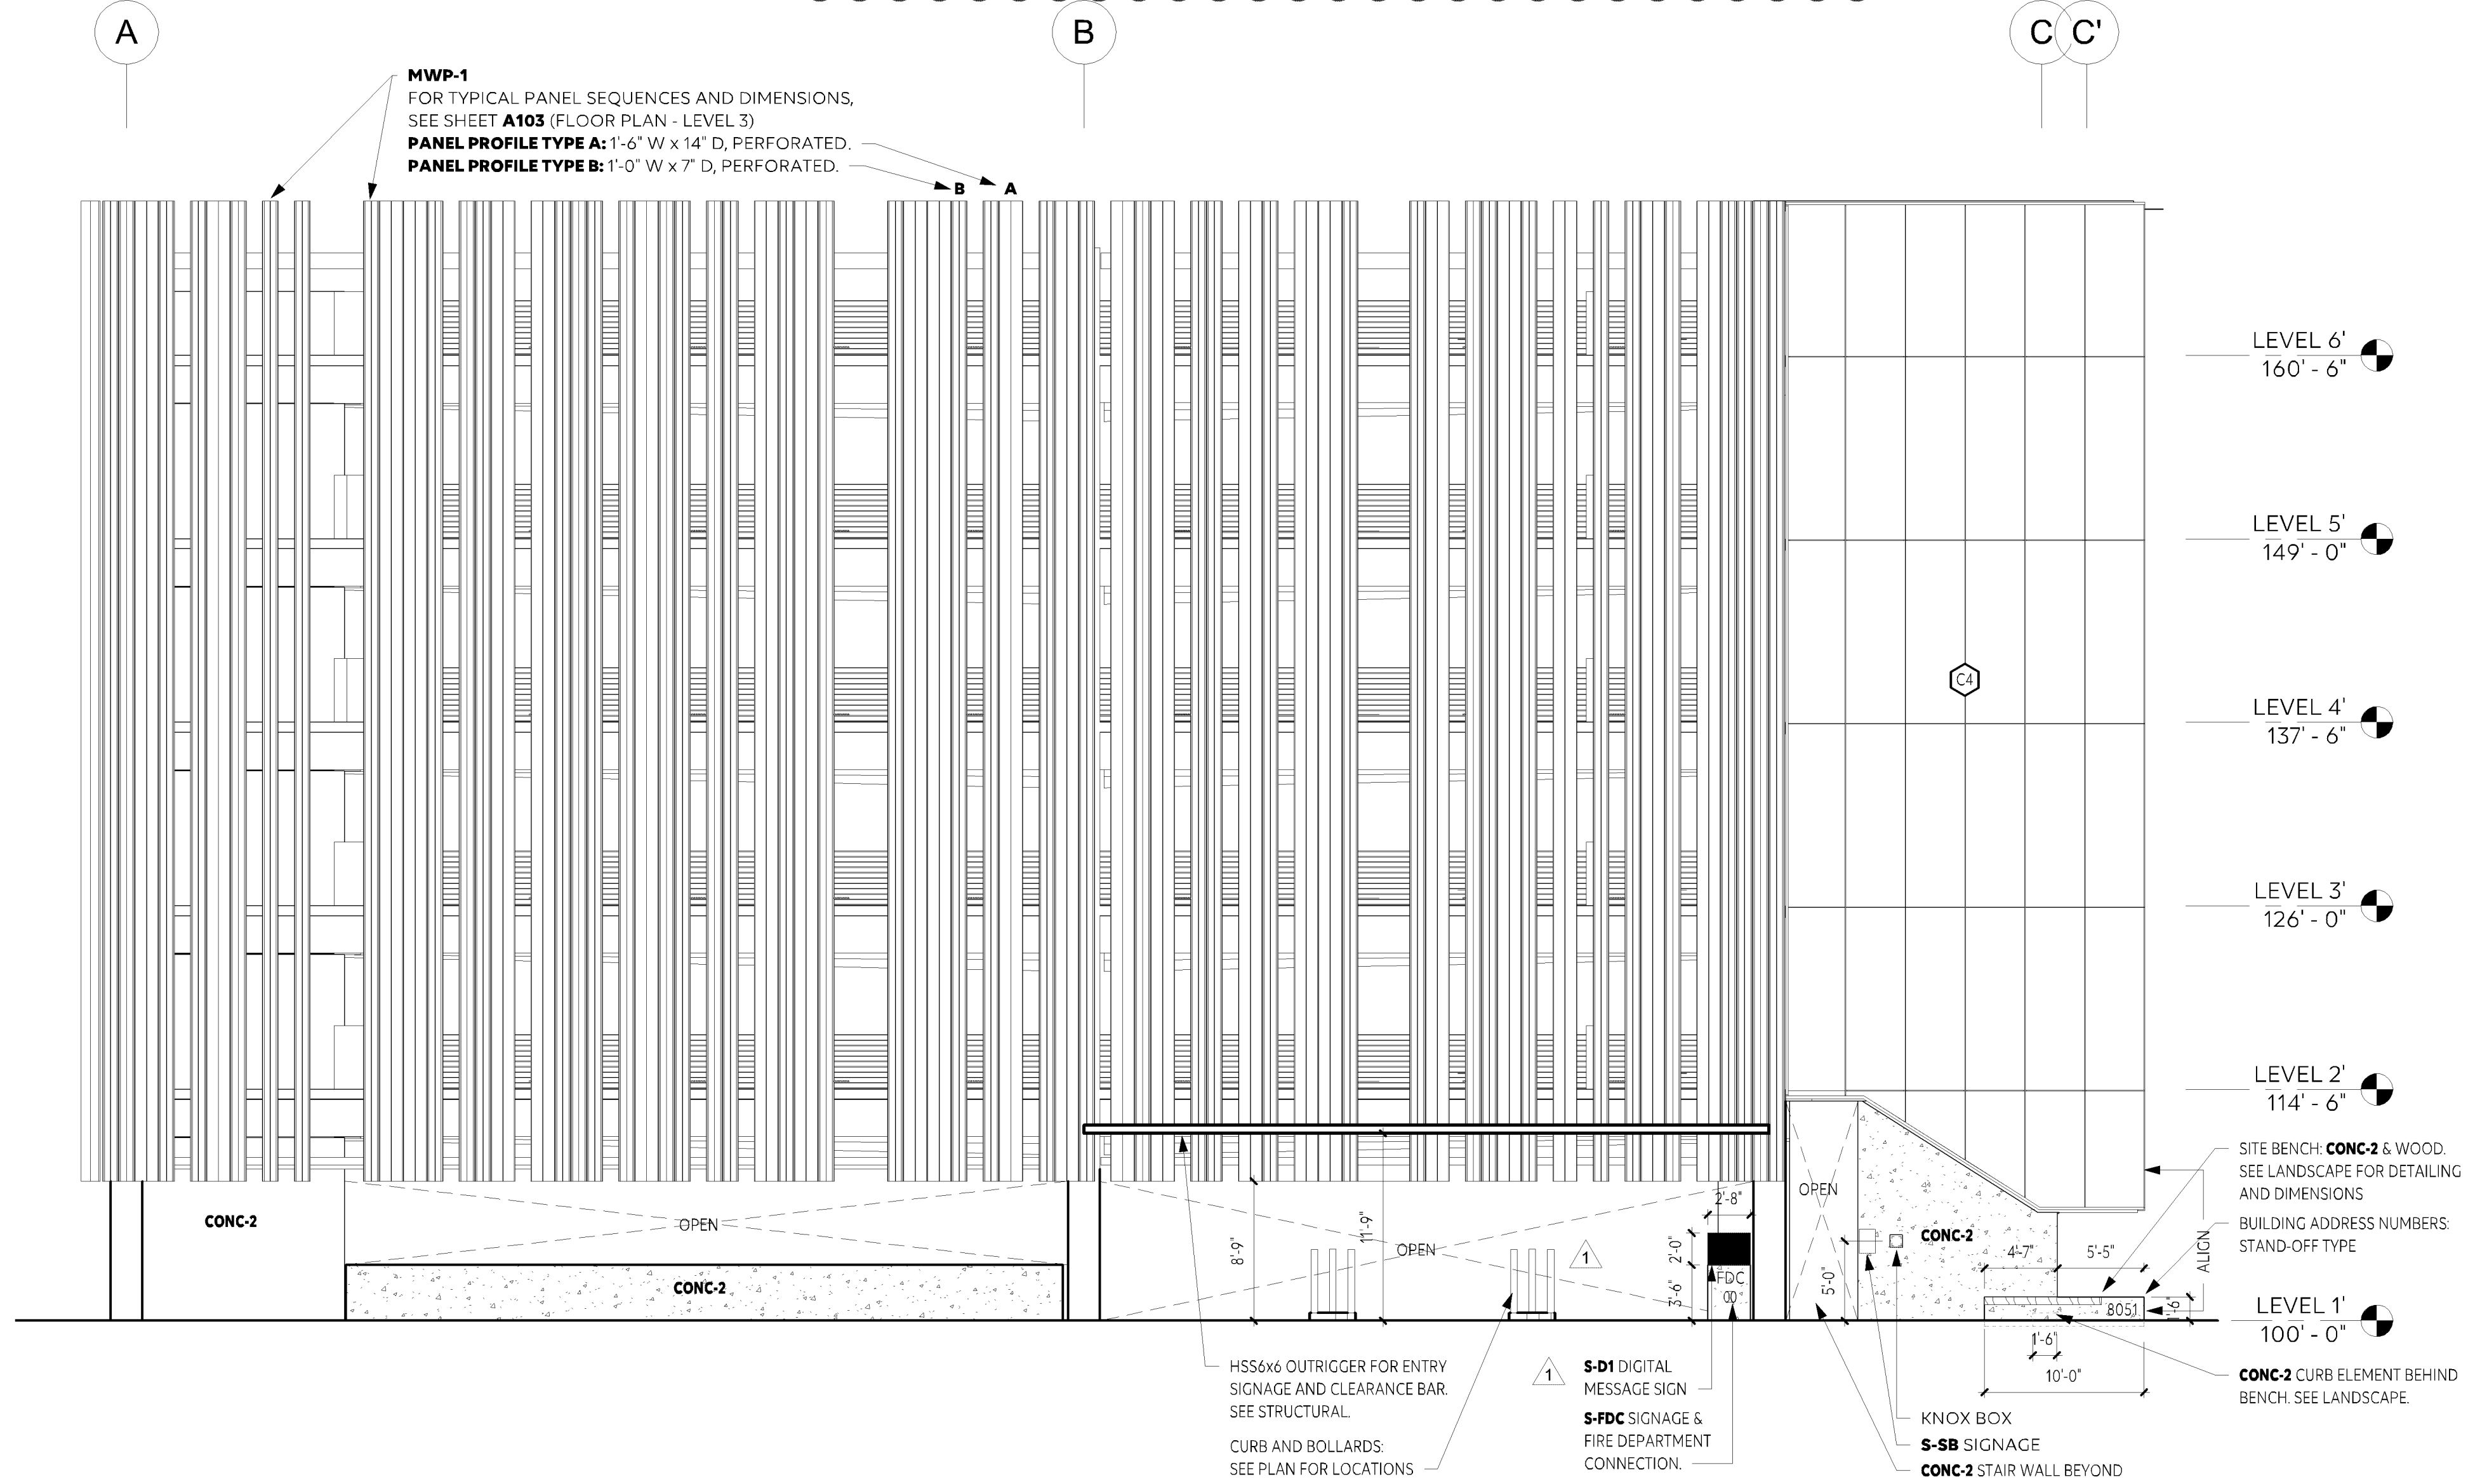 A
B
C
C'
MWP-1
FOR TYPICAL PANEL SEQUENCES AND DIMENSIONS,
SEE SHEET A103 (FLOOR PLAN - LEVEL 3)
PANEL PROFILE TYPE A: 1'-6" W x 14" D, PERFORATED.
PANEL PROFILE TYPE B: 1'-0" W x 7" D, PERFORATED.
B
A
LEVEL 6'
160' - 6"
LEVEL 5'
149' - 0"
C4
LEVEL 4'
137' - 6"
LEVEL 3'
126' - 0"
LEVEL 2'
114' - 6"
SITE BENCH: CONC-2 & WOOD.
SEE LANDSCAPE FOR DETAILING
AND DIMENSIONS
BUILDING ADDRESS NUMBERS:
STAND-OFF TYPE
ALIGN
CONC-2
OPEN
CONC-2
8'-9"
11'-9"
OPEN
1
2'-8"
2'-0"
3'-6"
FDC
OPEN
5'-0"
CONC-2
4'-7"
5'-5"
8051
1'-6"
1'-6"
10'-0"
LEVEL 1'
100' - 0"
CONC-2 CURB ELEMENT BEHIND
BENCH. SEE LANDSCAPE.
HSS6x6 OUTRIGGER FOR ENTRY
SIGNAGE AND CLEARANCE BAR.
SEE STRUCTURAL.
CURB AND BOLLARDS:
SEE PLAN FOR LOCATIONS
1
S-D1 DIGITAL
MESSAGE SIGN
S-FDC SIGNAGE &
FIRE DEPARTMENT
CONNECTION.
KNOX BOX
S-SB SIGNAGE
CONC-2 STAIR WALL BEYOND